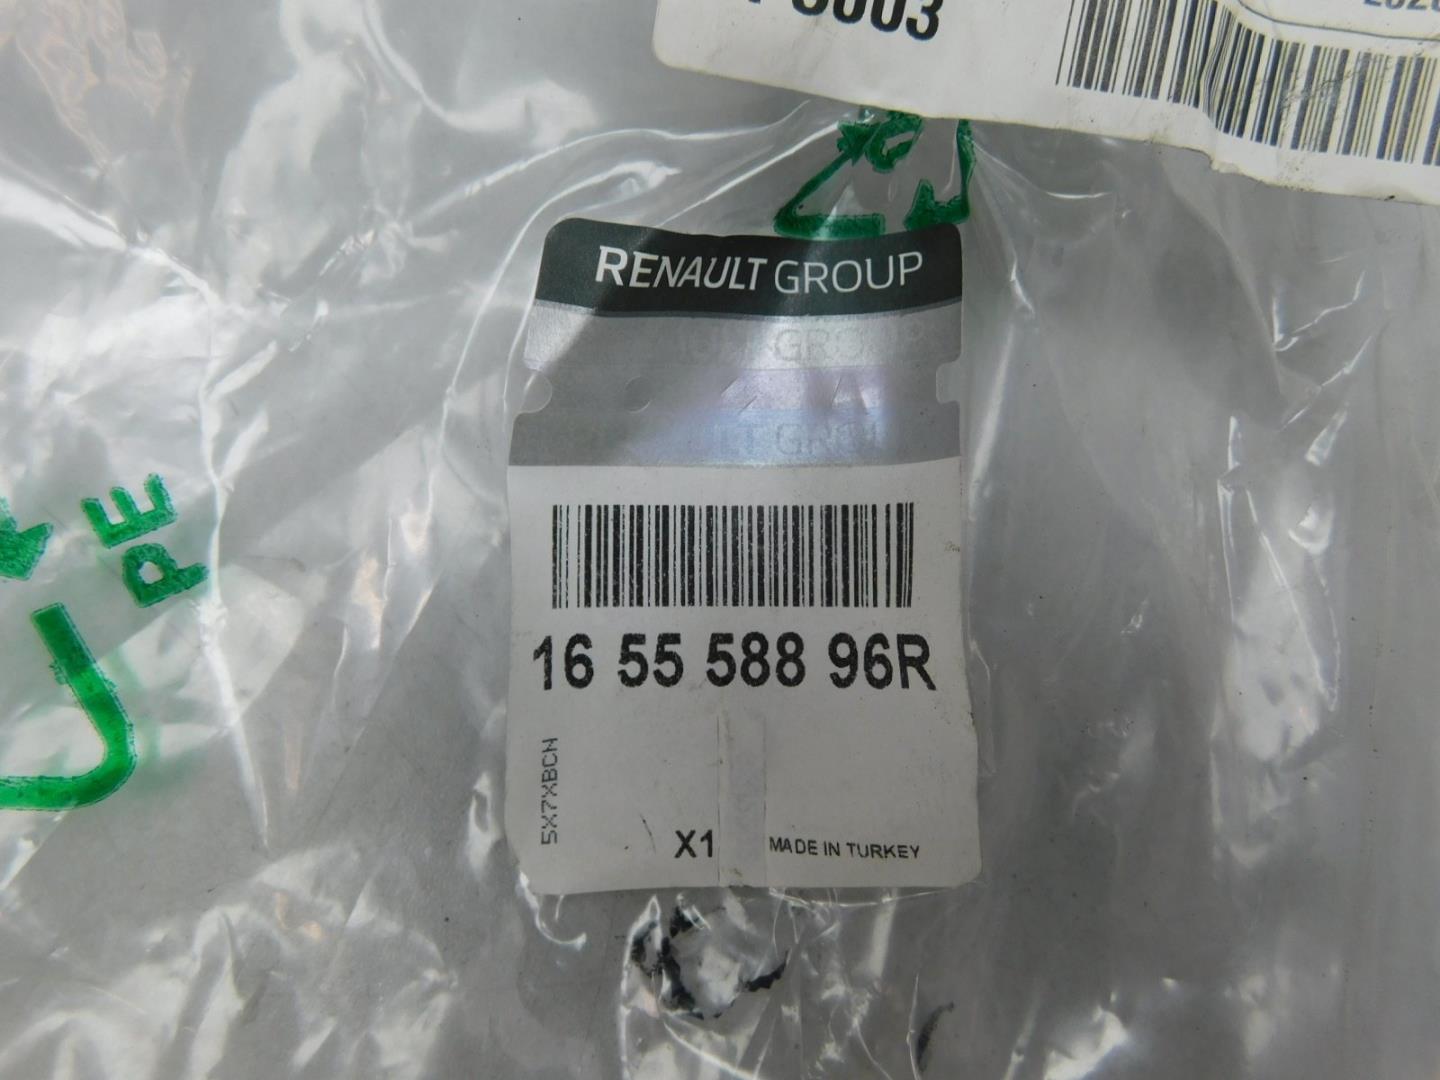 RENAULT GROUP
16 55 588 96R
5X7XBCN
X1
MADE IN TURKEY
PE